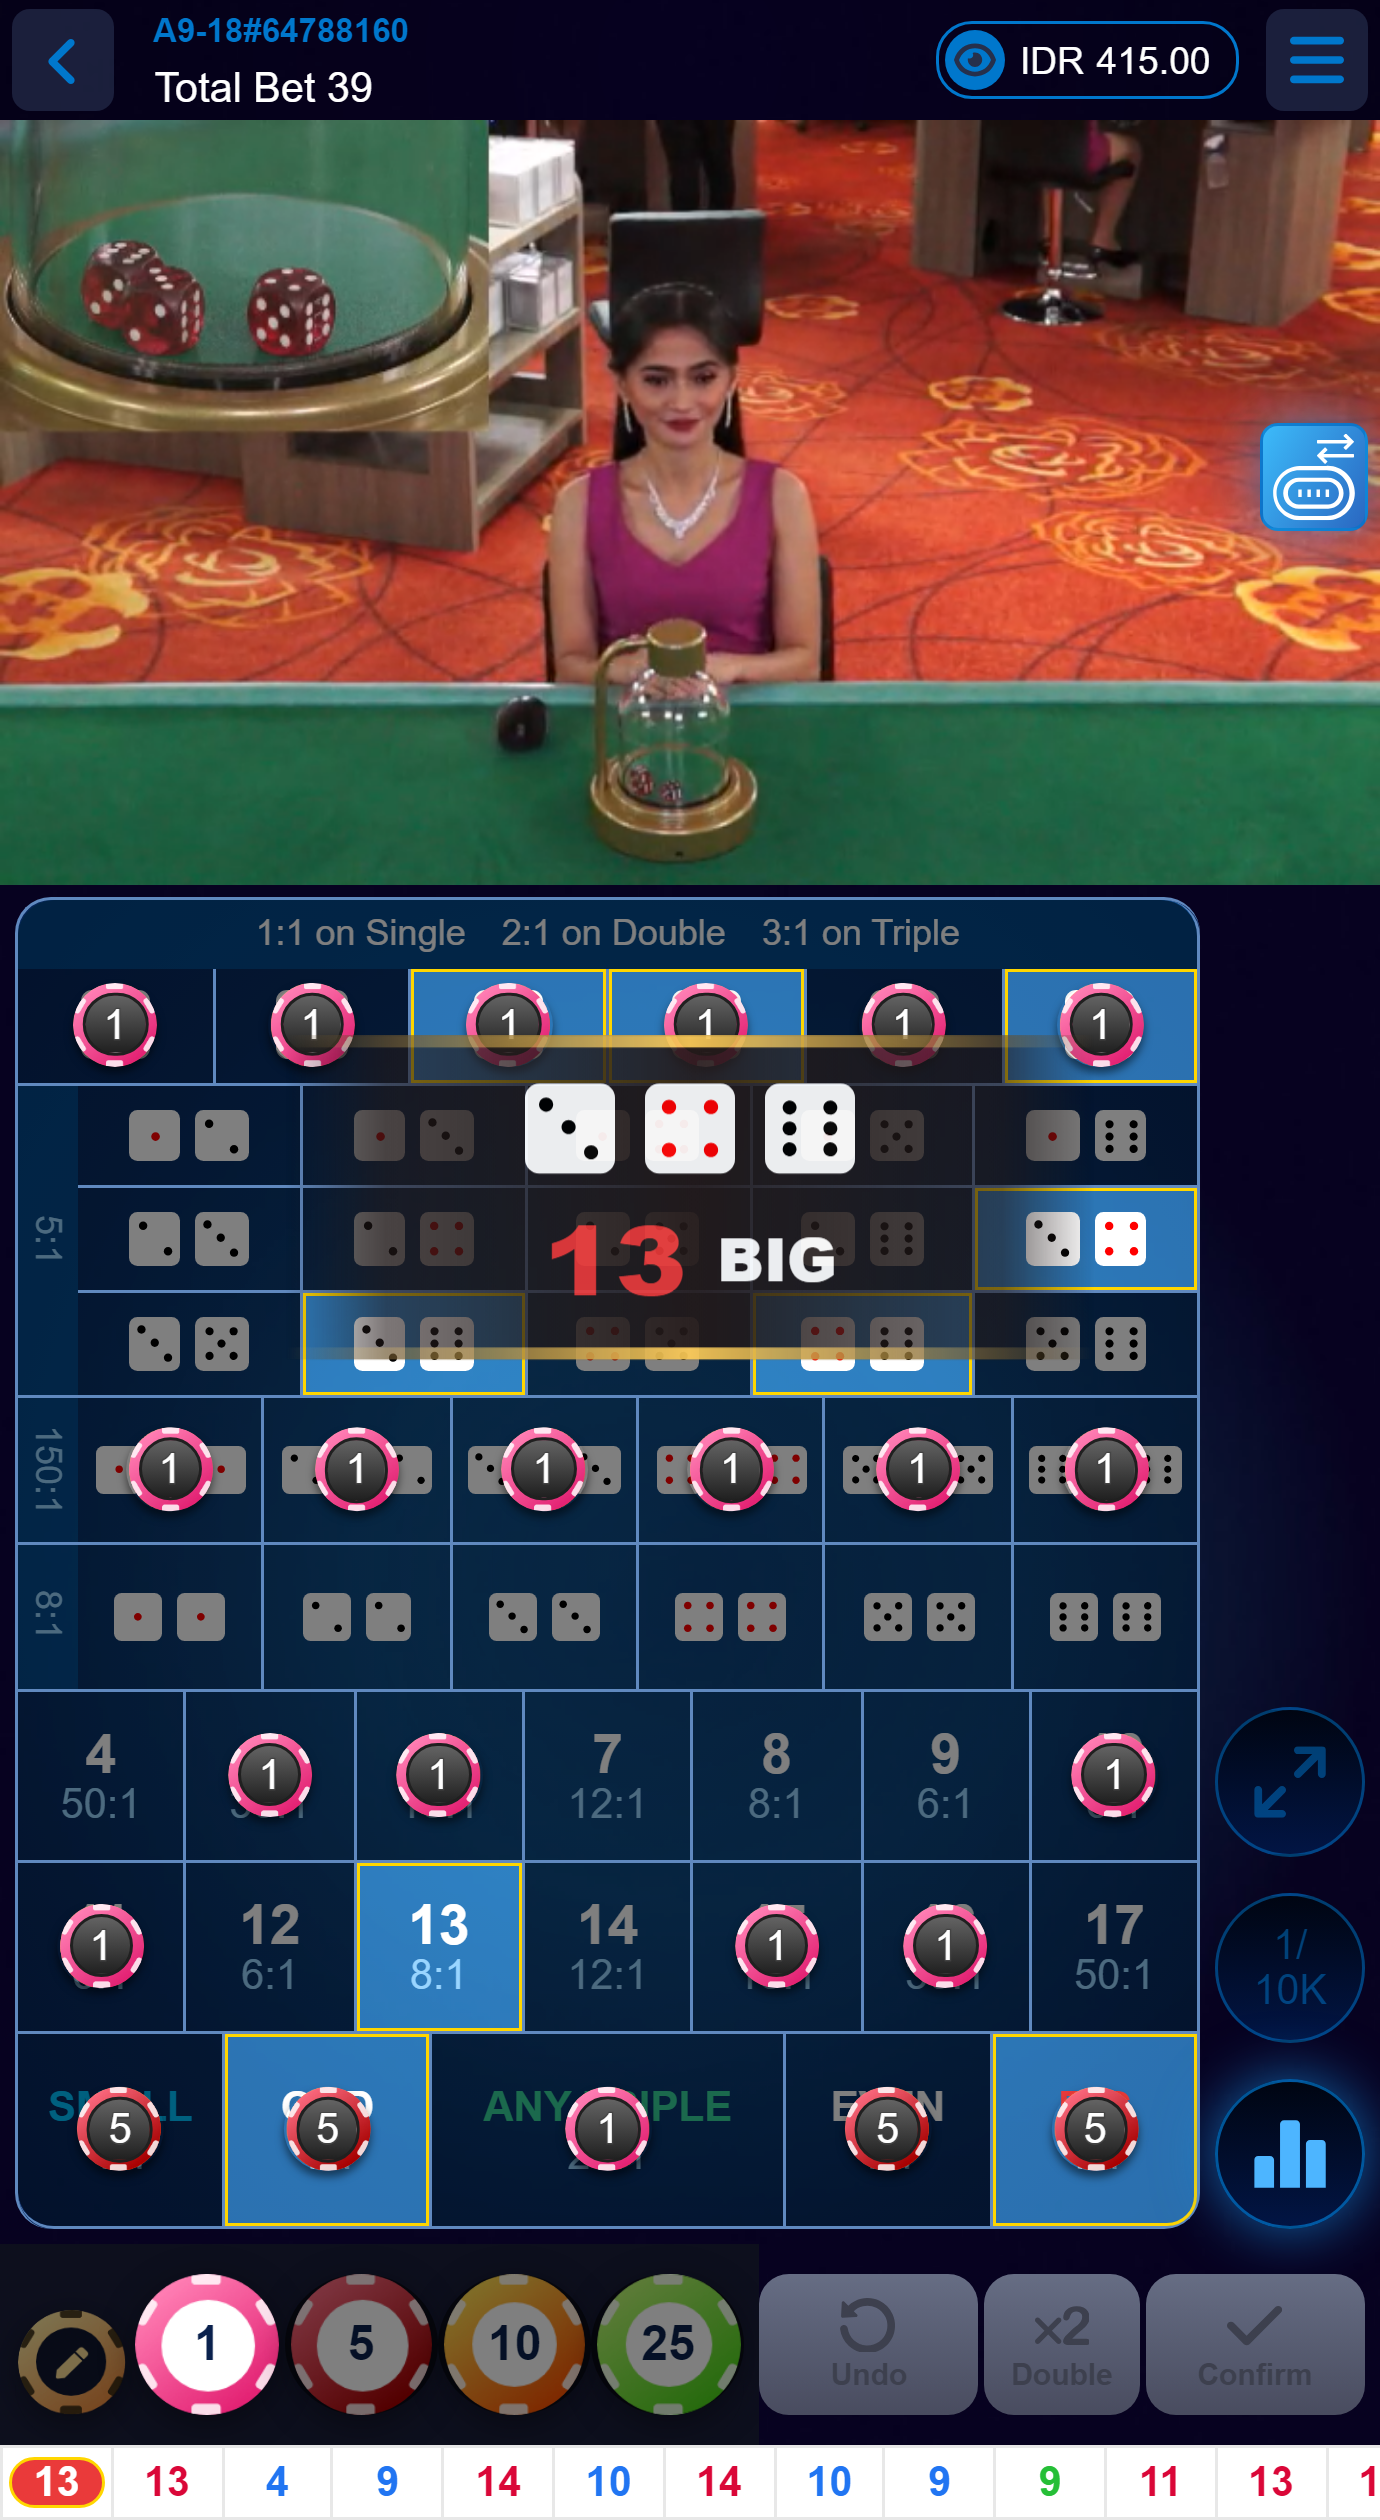 A9-18#64788160
Total Bet 39
IDR 415.00
1:1 on Single 2:1 on Double 3:1 on Triple
1 1 1 1 1 1
5:1
13 BIG
150:1
1 1 1 1 1 1
8:1
4 1 1 7 8 9 1
50:1 12:1 8:1 6:1
1 12 13 14 1 1 17
6:1 8:1 12:1 50:1
1/
10K
ANY
5 5 1 5 5
1 5 10 25
Undo
x2
Double
Confirm
13 13 4 9 14 10 14 10 9 9 11 13 1